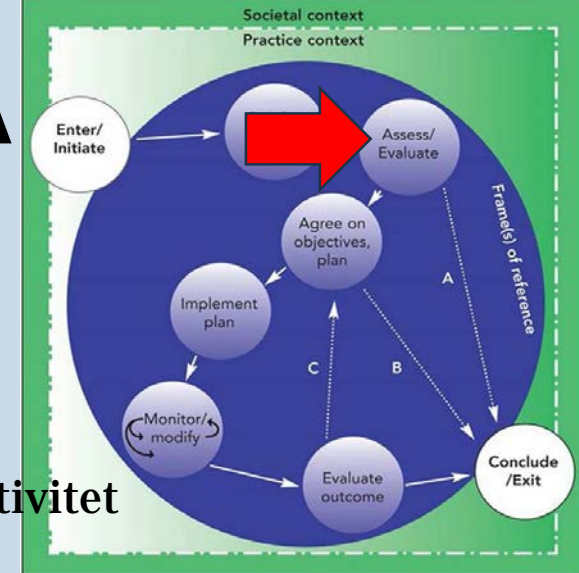 Societal context
Practice context
A
Enter/
Initiate
Assess/
Evaluate
Frame(s) of reference
Agree on
objectives,
plan
A
Implement
plan
C
B
Monitor/
modify
Evaluate
outcome
Conclude
/Exit
tivitet